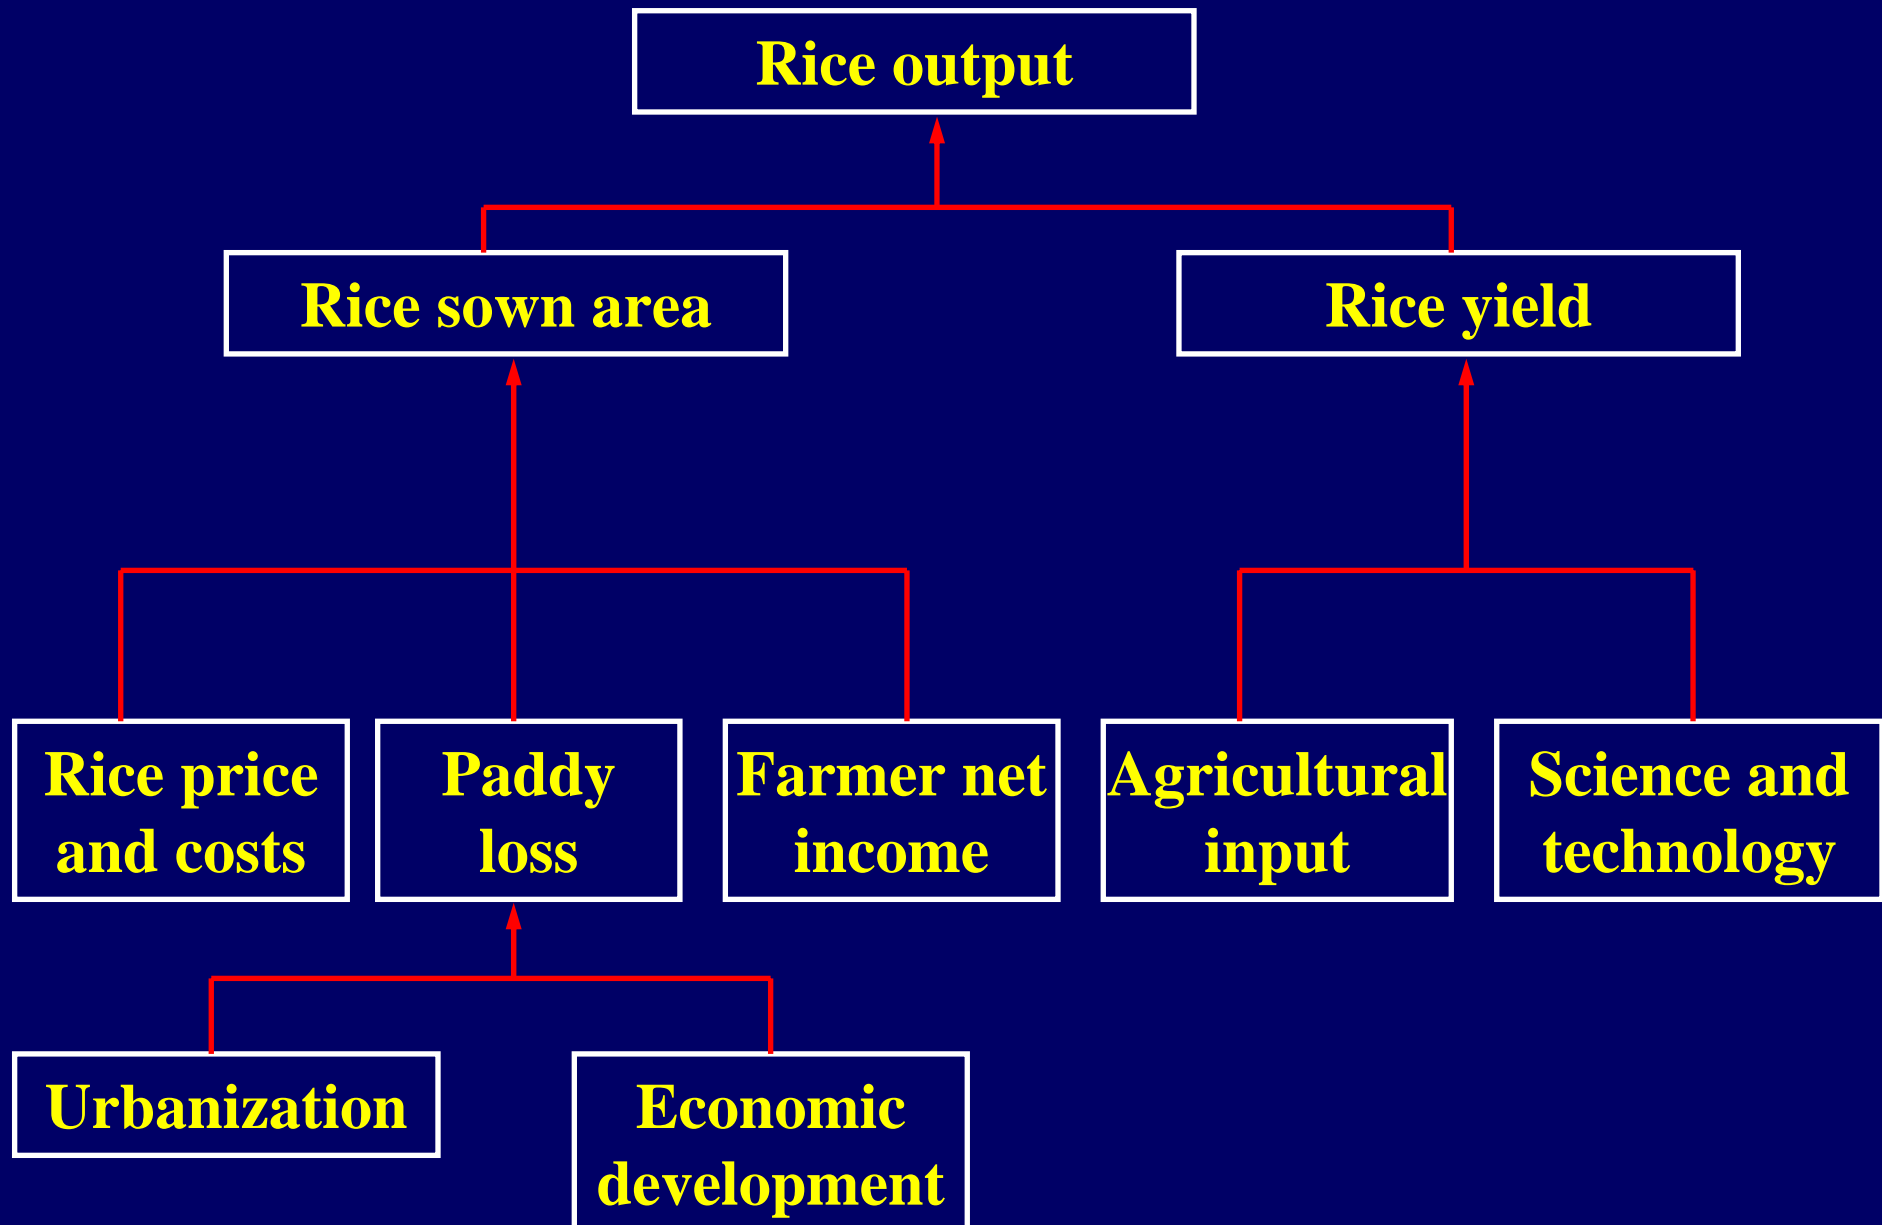 Rice output
Rice sown area
Rice yield
Rice price
and costs
Paddy
loss
Farmer net
income
Agricultural
input
Science and
technology
Urbanization
Economic
development